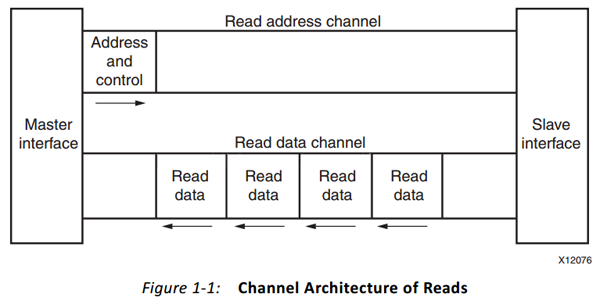 Read address channel
Address
and
control
Master
interface
Slave
interface
Read data channel
Read
data
Read
data
Read
data
Read
data
X12076
Figure 1-1: Channel Architecture of Reads